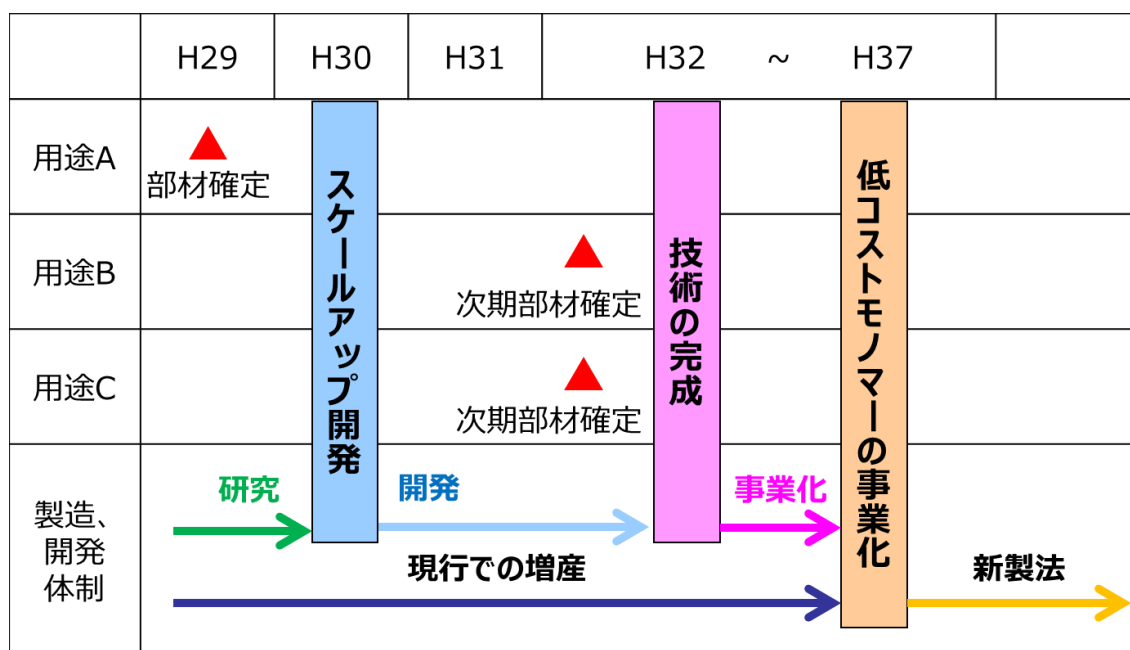 H29
H30
H31
H32 ~ H37
用途A
部材確定
用途B
次期部材確定
用途C
次期部材確定
スケールアップ開発
技術の完成
低コストモノマーの事業化
製造、
開発
体制
研究
開発
事業化
現行での増産
新製法